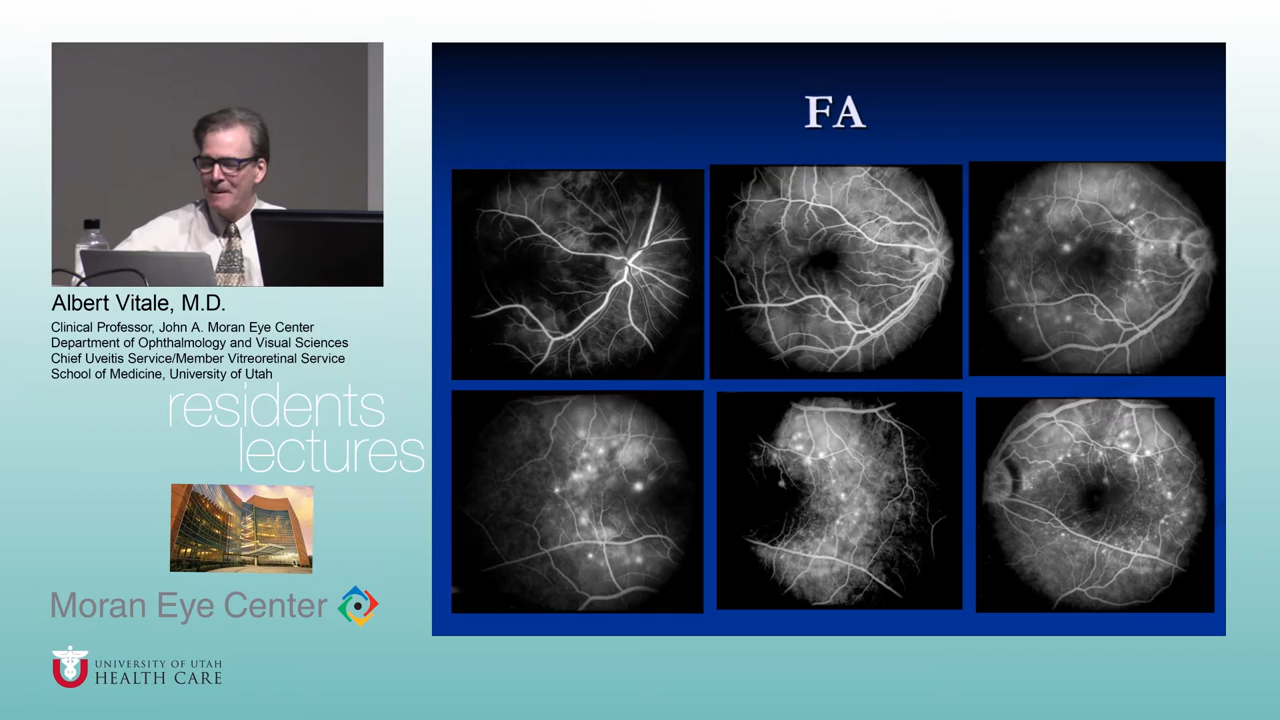 FA
Albert Vitale, M.D.
Clinical Professor, John A. Moran Eye Center
Department of Ophthalmology and Visual Sciences
Chief Uveitis Service/Member Vitreoretinal Service
School of Medicine, University of Utah
residents
lectures
Moran Eye Center
UNIVERSITY OF UTAH
HEALTH CARE